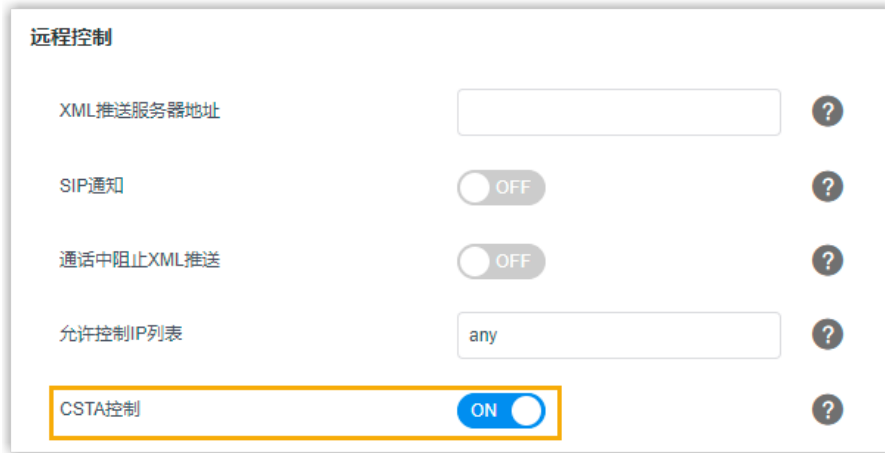 远程控制
XML推送服务器地址 ?
SIP通知 OFF ?
通话中阻止XML推送 OFF ?
允许控制IP列表 any ?
CSTA控制 ON ?